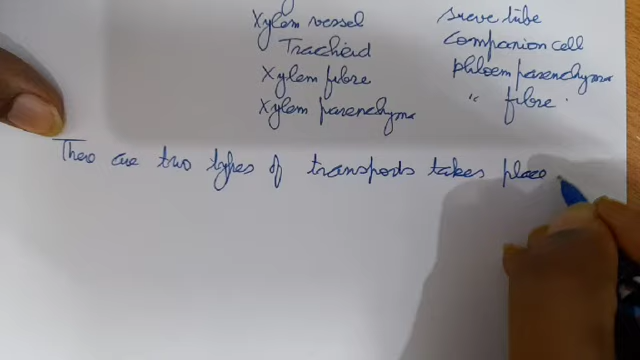 Xylem vessel Sieve tube
Tracheid Companion cell
Xylem fibre Phloem parenchyma
Xylem parenchyma " fibre.
There are two types of transports takes place